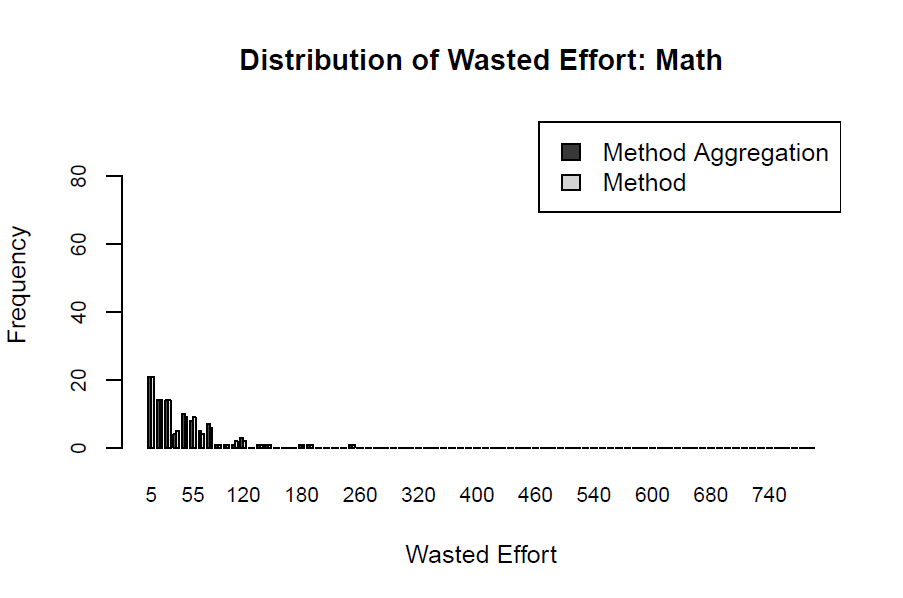 Distribution of Wasted Effort: Math
Method Aggregation
Method
Frequency
80
60
40
20
0
5 55 120 180 260 320 400 460 540 600 680 740
Wasted Effort